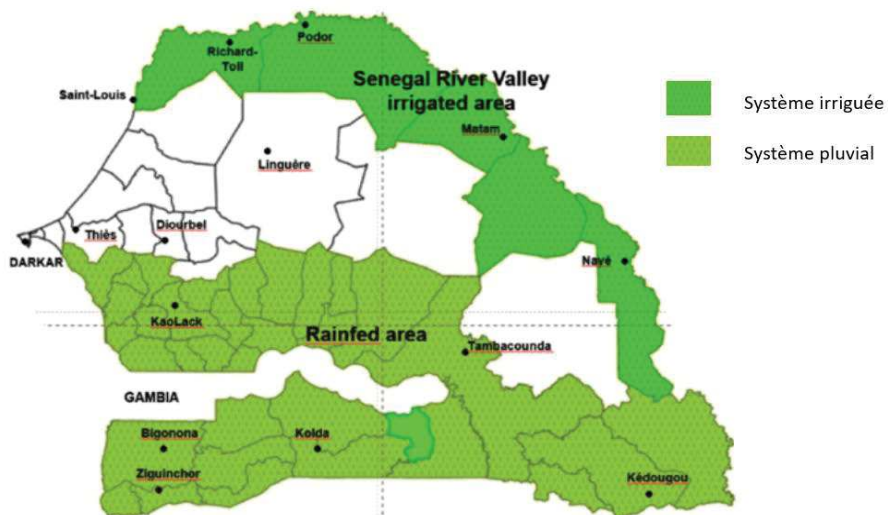 Podor
Richard-
Toll
Saint-Louis
Senegal River Valley
irrigated area
Matam
Linguère
Thiès
Diourbel
DARKAR
Nayé
KaoLack
Rainfed area
Tambacounda
GAMBIA
Bigonona
Kolda
Ziguinchor
Kédougou
Système irriguée
Système pluvial